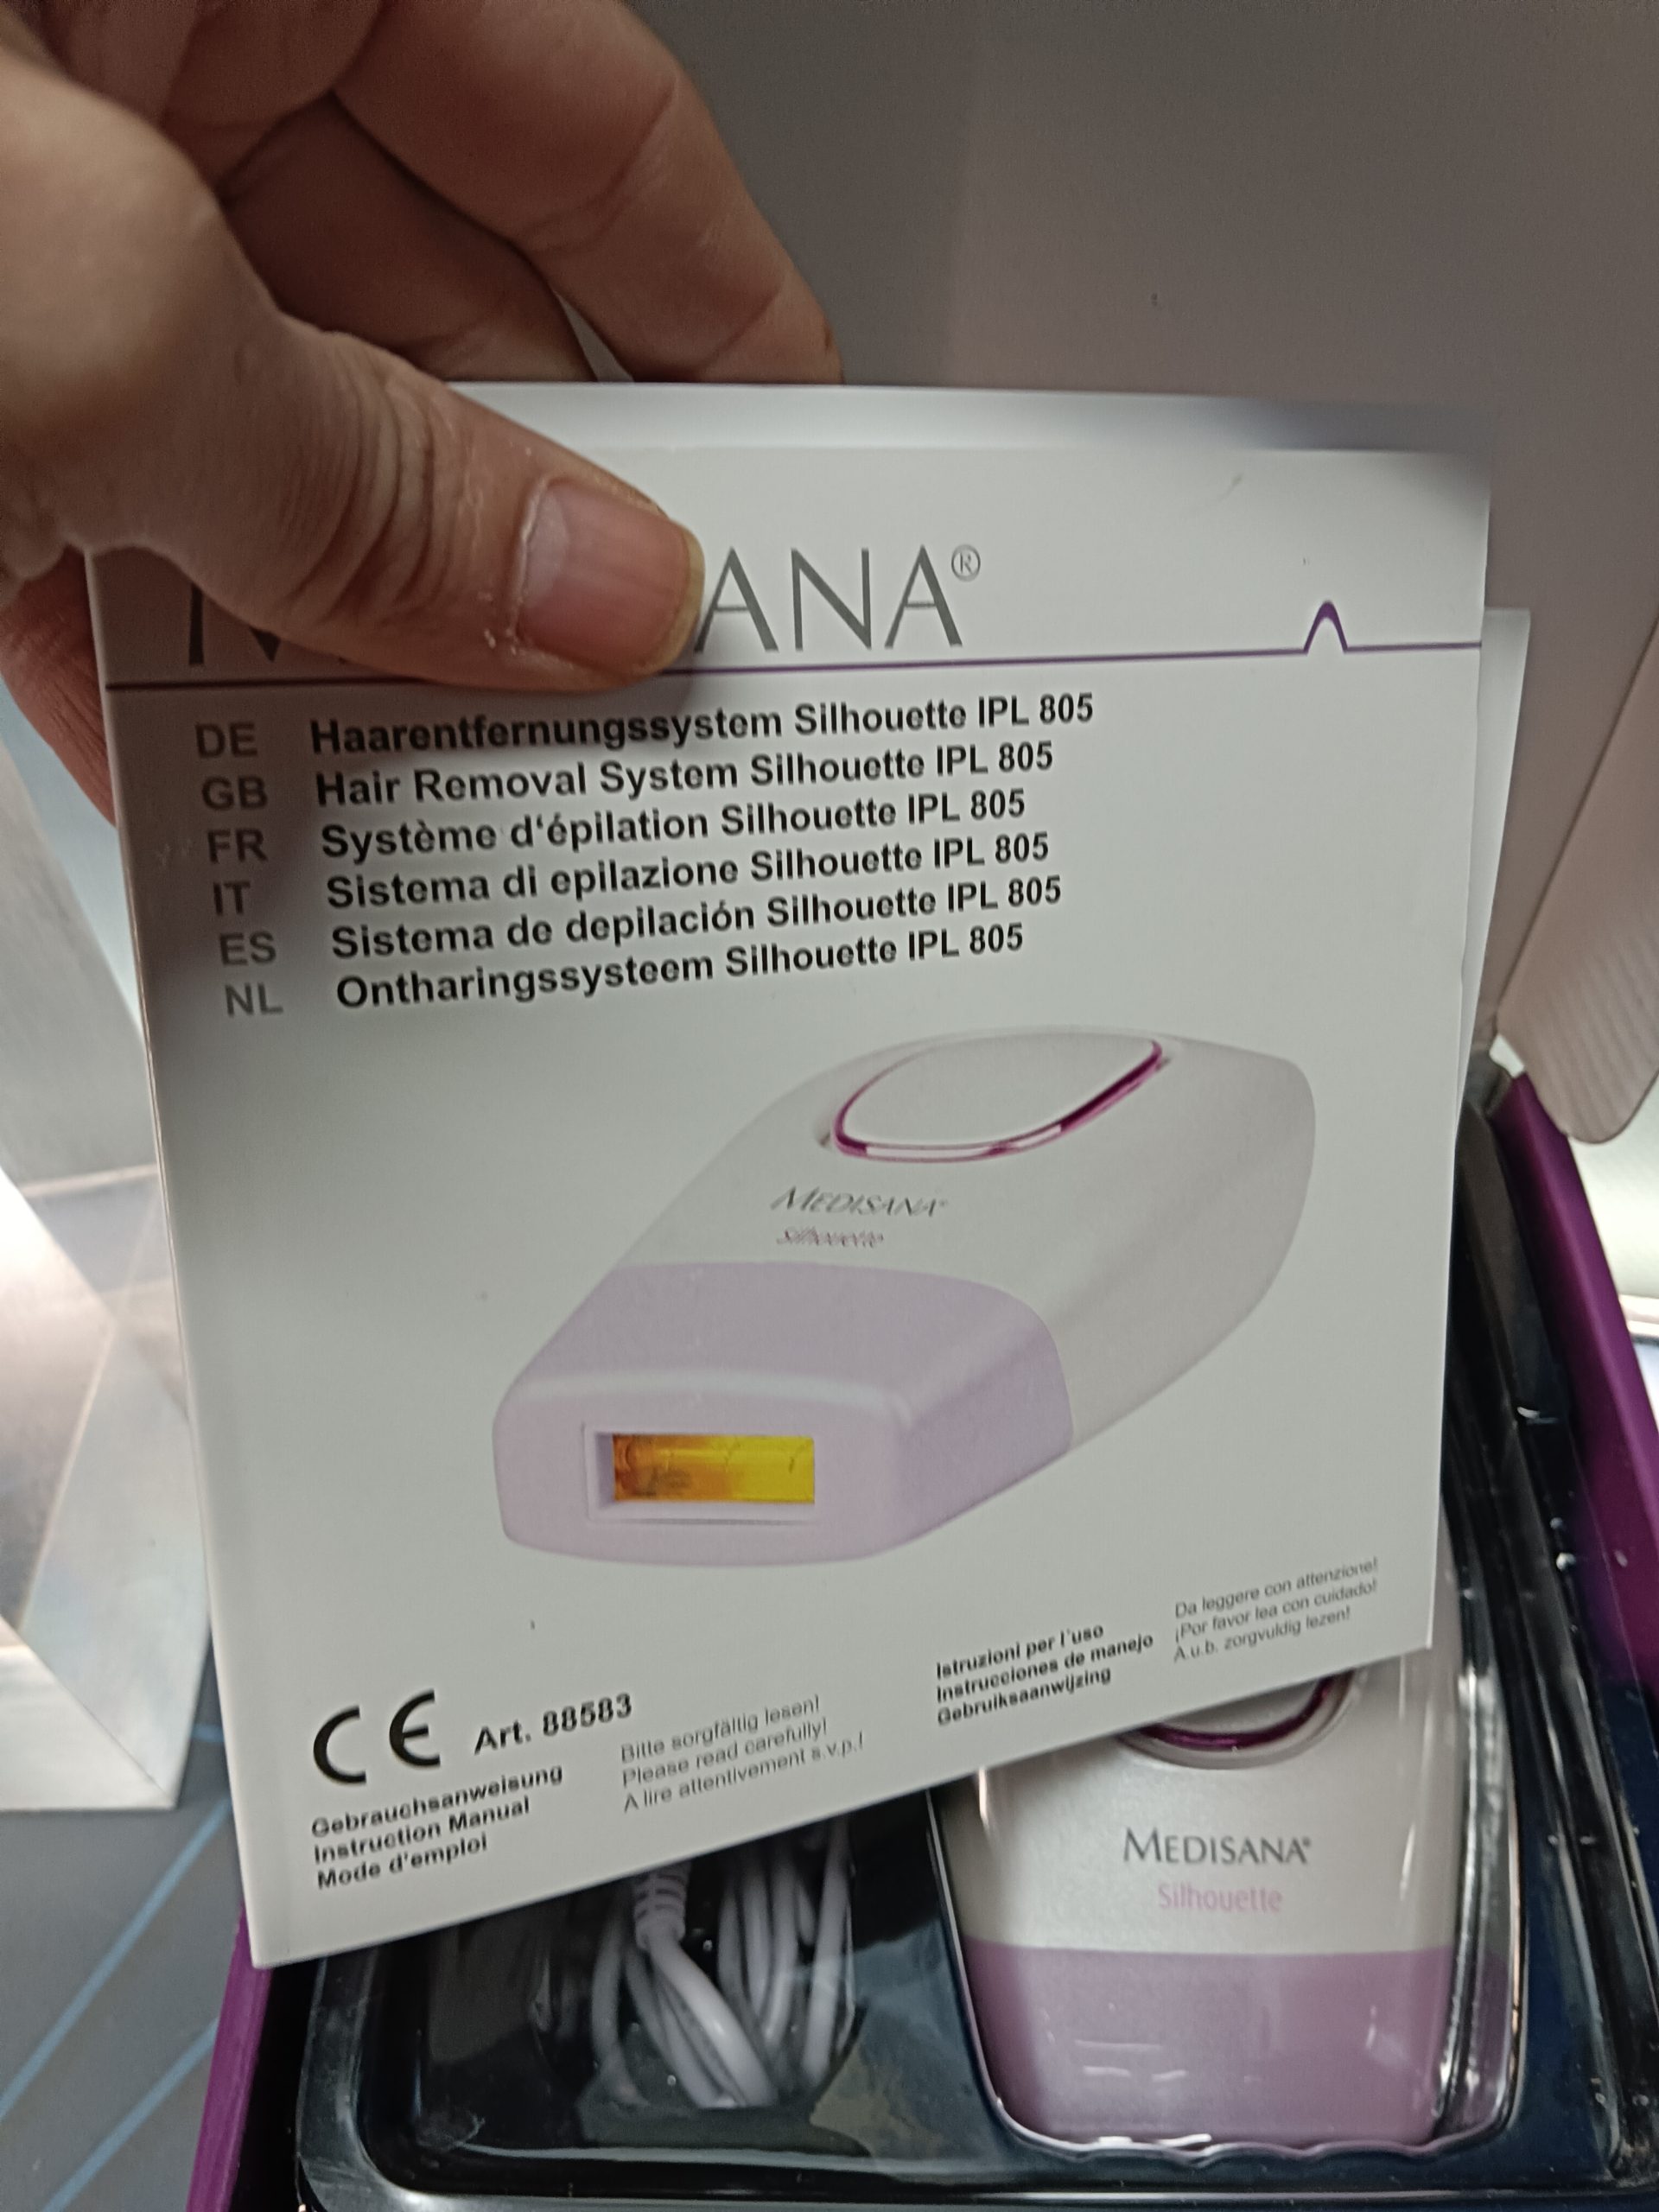 ANA®
DE Haarentfernungssystem Silhouette IPL 805
GB Hair Removal System Silhouette IPL 805
FR Système d'épilation Silhouette IPL 805
IT Sistema di epilazione Silhouette IPL 805
ES Sistema de depilación Silhouette IPL 805
NL Ontharingssysteem Silhouette IPL 805
MEDISANA®
Silhouette
CE Art. 88583
Gebrauchsanweisung
Instruction Manual
Mode d'emploi
Bitte sorgfältig lesen!
Please read carefully!
A lire attentivement s.v.p.!
Istruzioni per l'uso
Instrucciones de manejo
Gebruiksaanwijzing
Da leggere con attenzione!
¡Por favor lea con cuidado!
A.u.b. zorgvuldig lezen!
MEDISANA®
Silhouette